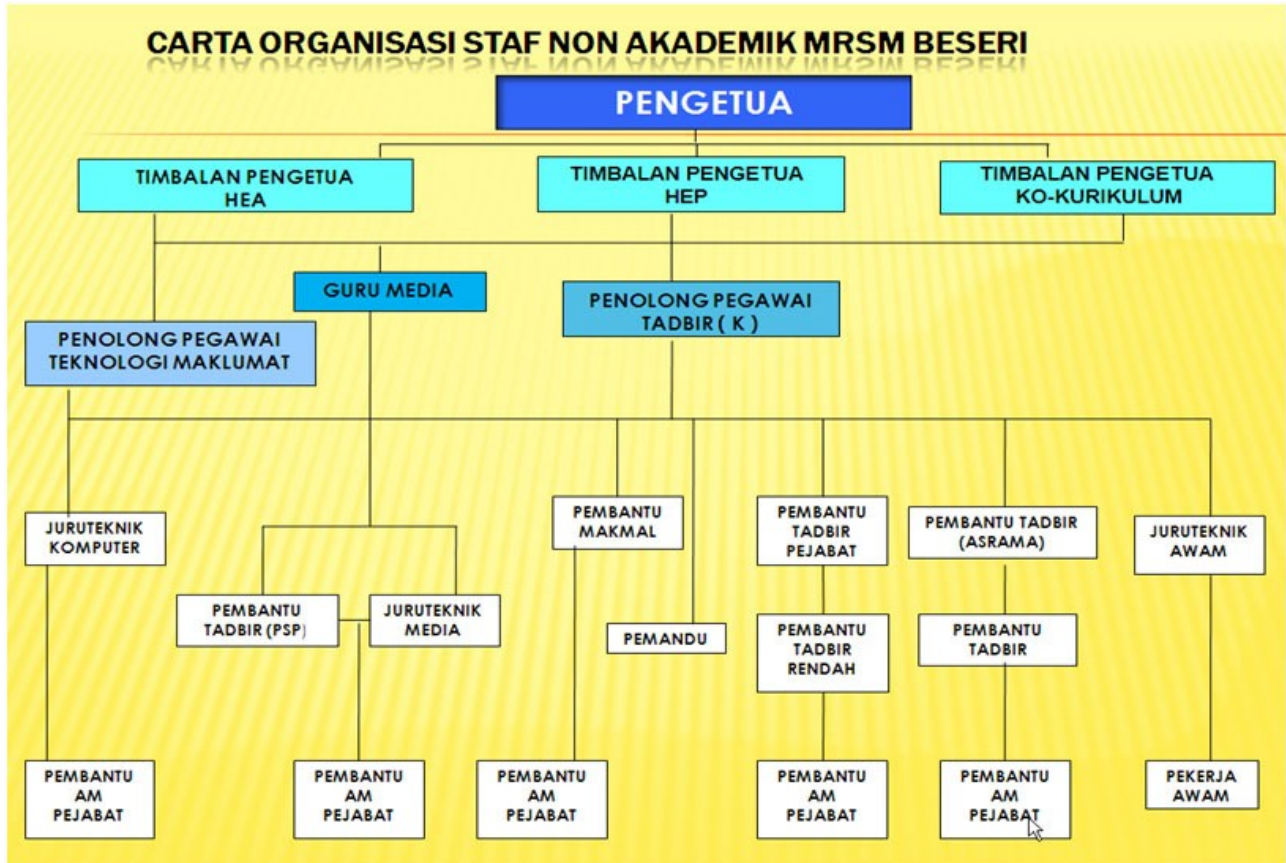 CARTA ORGANISASI STAF NON AKADEMIK MRSM BESERI
PENGETUA
TIMBALAN PENGETUA
HEA
TIMBALAN PENGETUA
HEP
TIMBALAN PENGETUA
KO-KURIKULUM
GURU MEDIA
PENOLONG PEGAWAI
TADBIR ( K )
PENOLONG PEGAWAI
TEKNOLOGI MAKLUMAT
JURUTEKNIK
KOMPUTER
PEMBANTU
MAKMAL
PEMBANTU
TADBIR
PEJABAT
PEMBANTU TADBIR
(ASRAMA)
JURUTEKNIK
AWAM
PEMBANTU
TADBIR (PSP)
JURUTEKNIK
MEDIA
PEMANDU
PEMBANTU
TADBIR
RENDAH
PEMBANTU
TADBIR
PEMBANTU
AM
PEJABAT
PEMBANTU
AM
PEJABAT
PEMBANTU
AM
PEJABAT
PEMBANTU
AM
PEJABAT
PEMBANTU
AM
PEJABAT
PEKERJA
AWAM